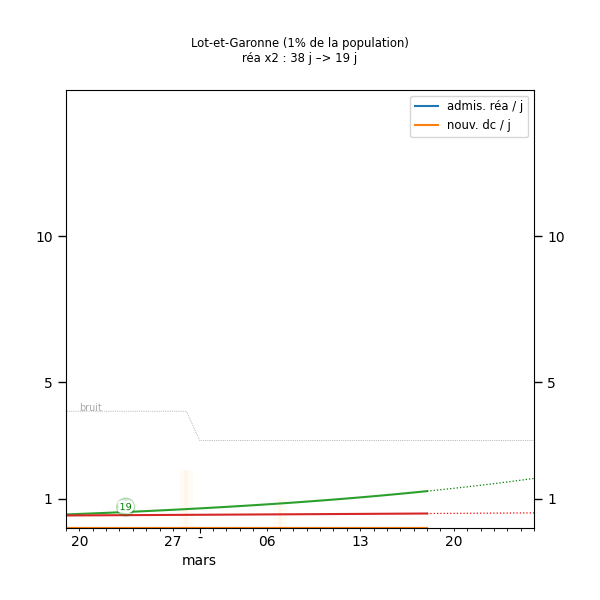 Lot-et-Garonne (1% de la population)
réa x2 : 38 j −> 19 j
admis. réa / j
nouv. dc / j
10 10
5 5
bruit
1 1
19
20 27 - 06 13 20
mars